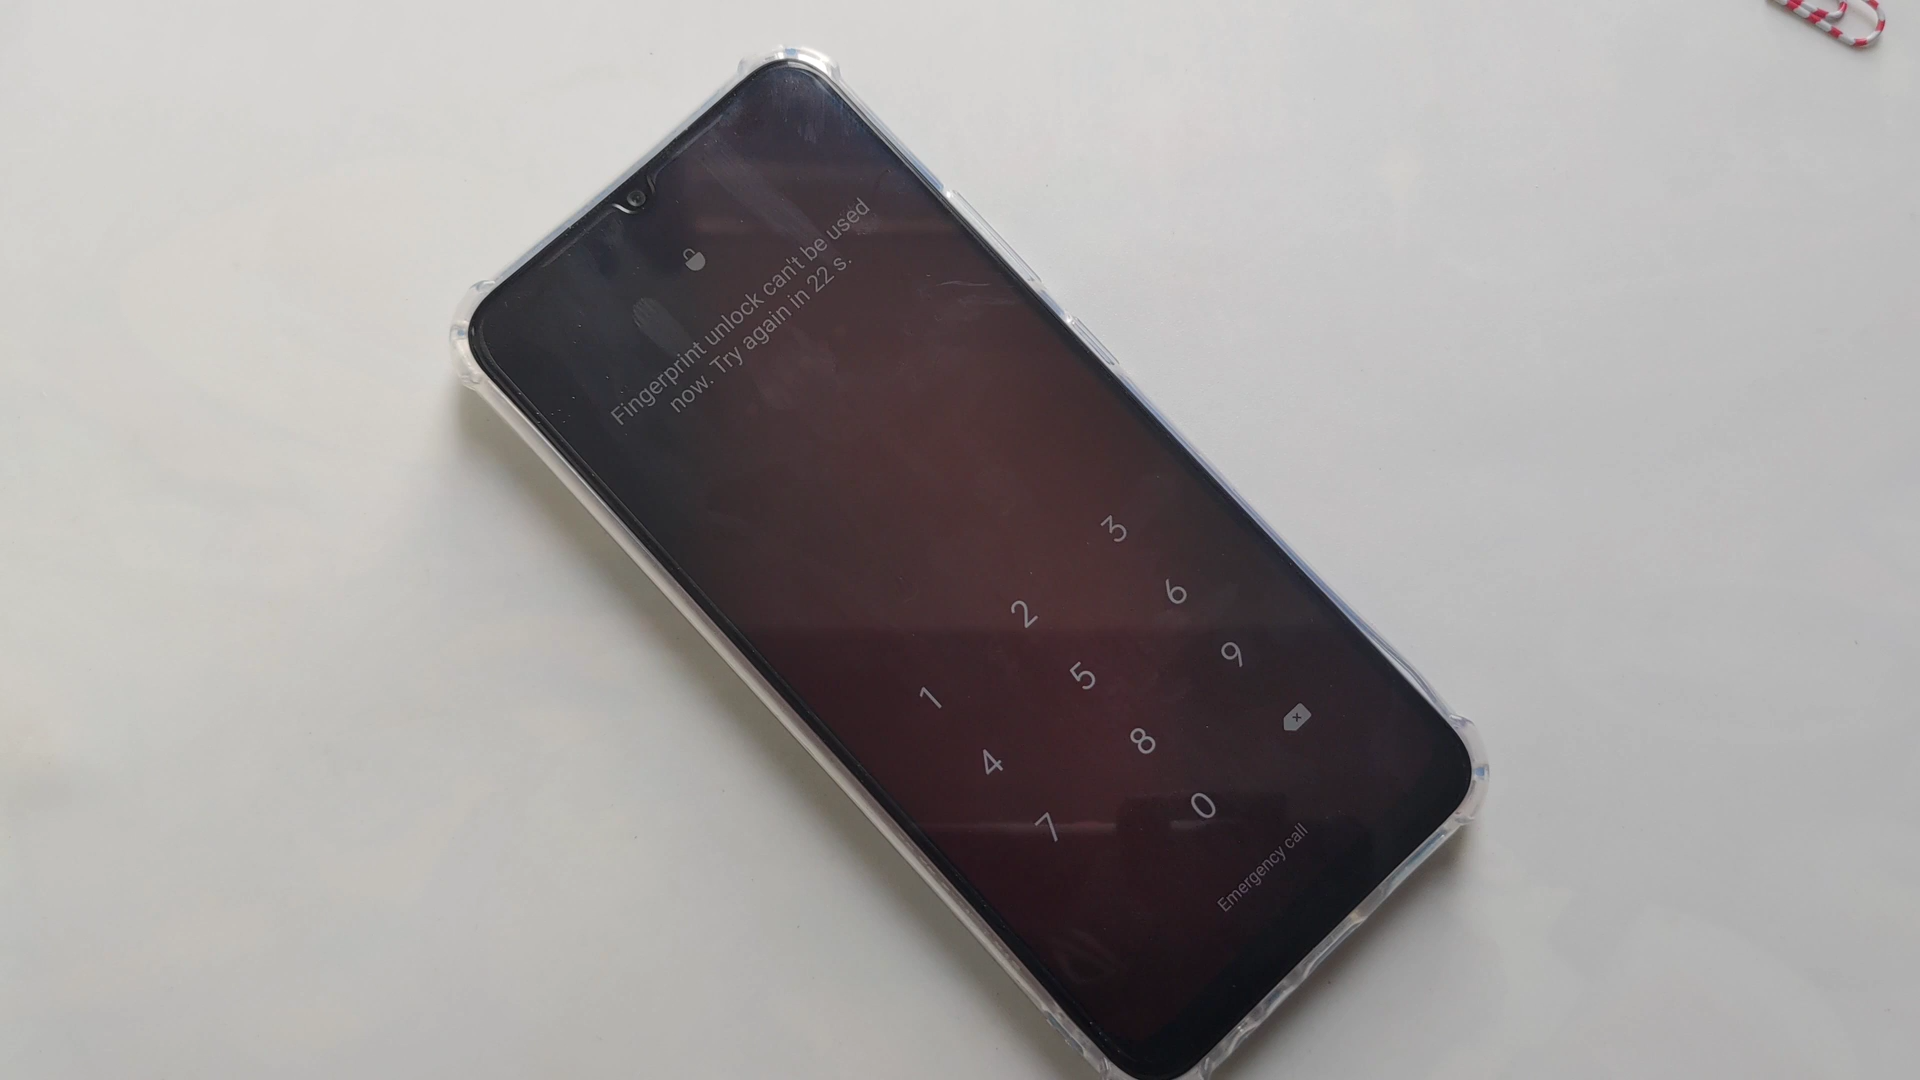 Fingerprint unlock can't be used
now. Try again in 22 s.
1 2 3
4 5 6
7 8 9
0
Emergency call